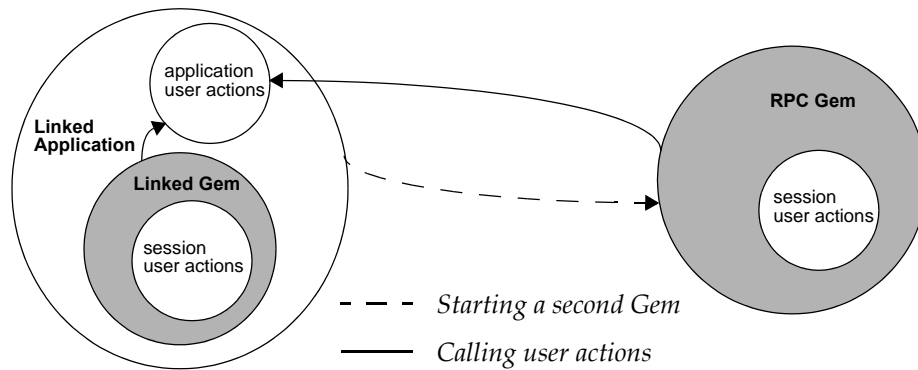 application
user actions
Linked
Application
Linked Gem
session
user actions
RPC Gem
session
user actions
Starting a second Gem
Calling user actions